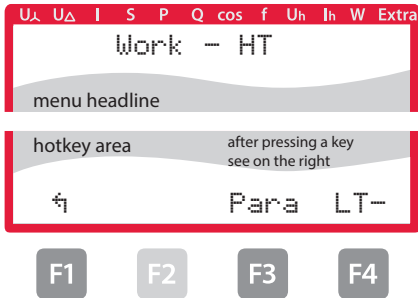 U⅄ U△ I S P Q cos f Uh Ih W Extra
Work - HT
menu headline
hotkey area
after pressing a key
see on the right
↰ Para LT-
F1 F2 F3 F4